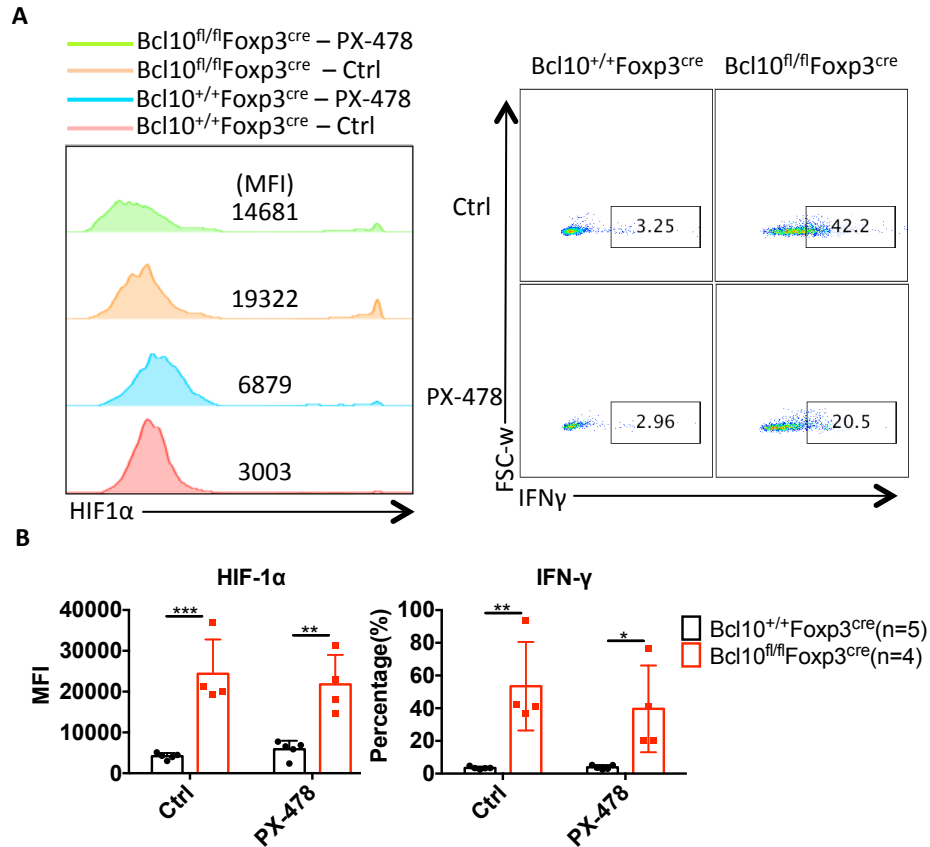 A
Bcl10fl/flFoxp3cre – PX-478
Bcl10fl/flFoxp3cre – Ctrl
Bcl10+/+Foxp3cre – PX-478
Bcl10+/+Foxp3cre – Ctrl
(MFI)
14681
19322
6879
3003
HIF1α
Bcl10+/+Foxp3cre Bcl10fl/flFoxp3cre
Ctrl
3.25
42.2
PX-478
2.96
20.5
FSC-w
IFNγ
B
HIF-1α
MFI
40000
30000
20000
10000
0
***
**
Ctrl
PX-478
IFN-γ
Percentage(%)
100
80
60
40
20
0
**
*
Ctrl
PX-478
Bcl10+/+Foxp3cre(n=5)
Bcl10fl/flFoxp3cre(n=4)